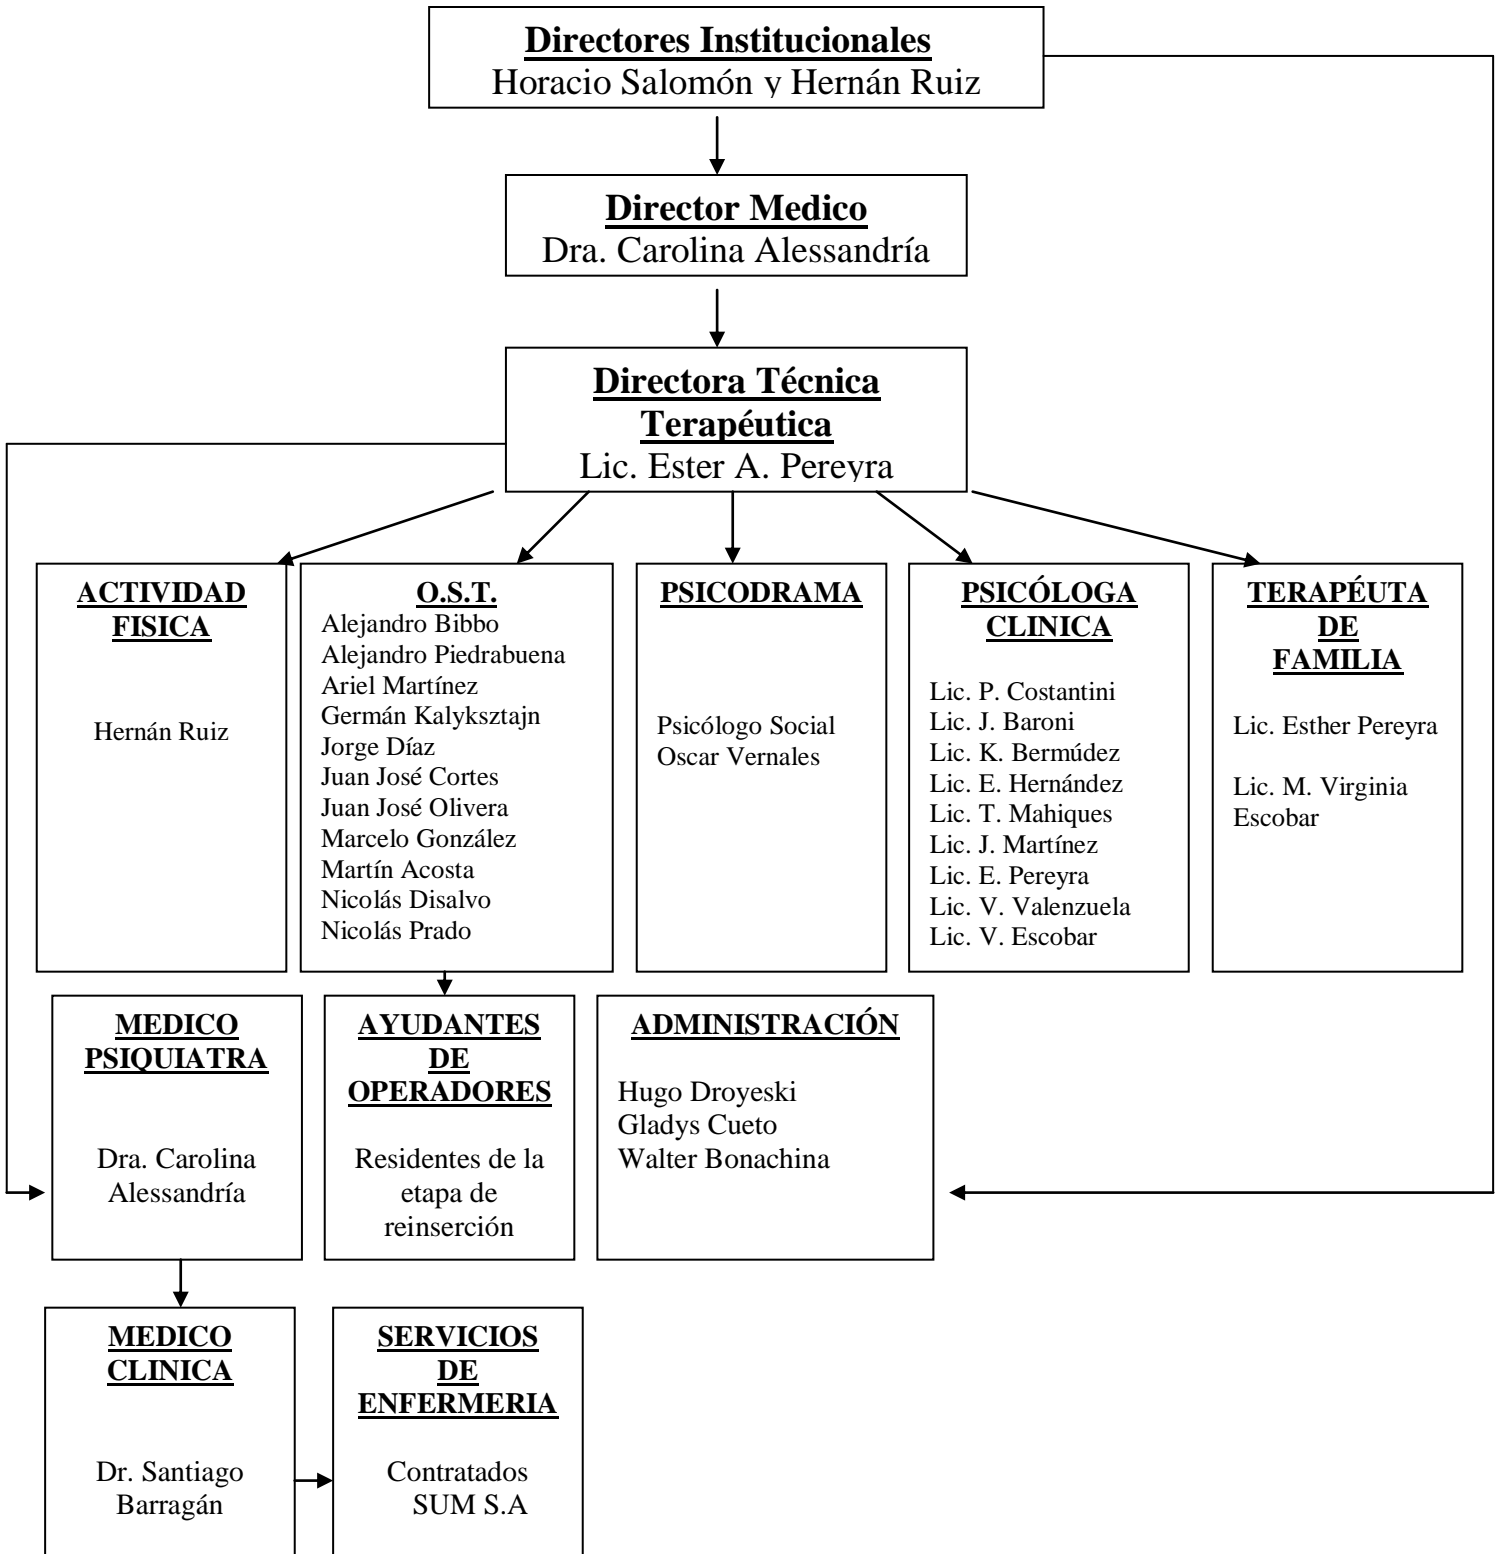 Directores Institucionales
Horacio Salomón y Hernán Ruiz
Director Medico
Dra. Carolina Alessandría
Directora Técnica
Terapéutica
Lic. Ester A. Pereyra
ACTIVIDAD
FISICA
Hernán Ruiz
O.S.T.
Alejandro Bibbo
Alejandro Piedrabuena
Ariel Martínez
Germán Kalyksztajn
Jorge Díaz
Juan José Cortes
Juan José Olivera
Marcelo González
Martín Acosta
Nicolás Disalvo
Nicolás Prado
PSICODRAMA
Psicólogo Social
Oscar Vernales
PSICÓLOGA
CLINICA
Lic. P. Costantini
Lic. J. Baroni
Lic. K. Bermúdez
Lic. E. Hernández
Lic. T. Mahiques
Lic. J. Martínez
Lic. E. Pereyra
Lic. V. Valenzuela
Lic. V. Escobar
TERAPÉUTA
DE
FAMILIA
Lic. Esther Pereyra
Lic. M. Virginia
Escobar
MEDICO
PSIQUIATRA
Dra. Carolina
Alessandría
AYUDANTES
DE
OPERADORES
Residentes de la
etapa de
reinserción
ADMINISTRACIÓN
Hugo Droyeski
Gladys Cueto
Walter Bonachina
MEDICO
CLINICA
Dr. Santiago
Barragán
SERVICIOS
DE
ENFERMERIA
Contratados
SUM S.A